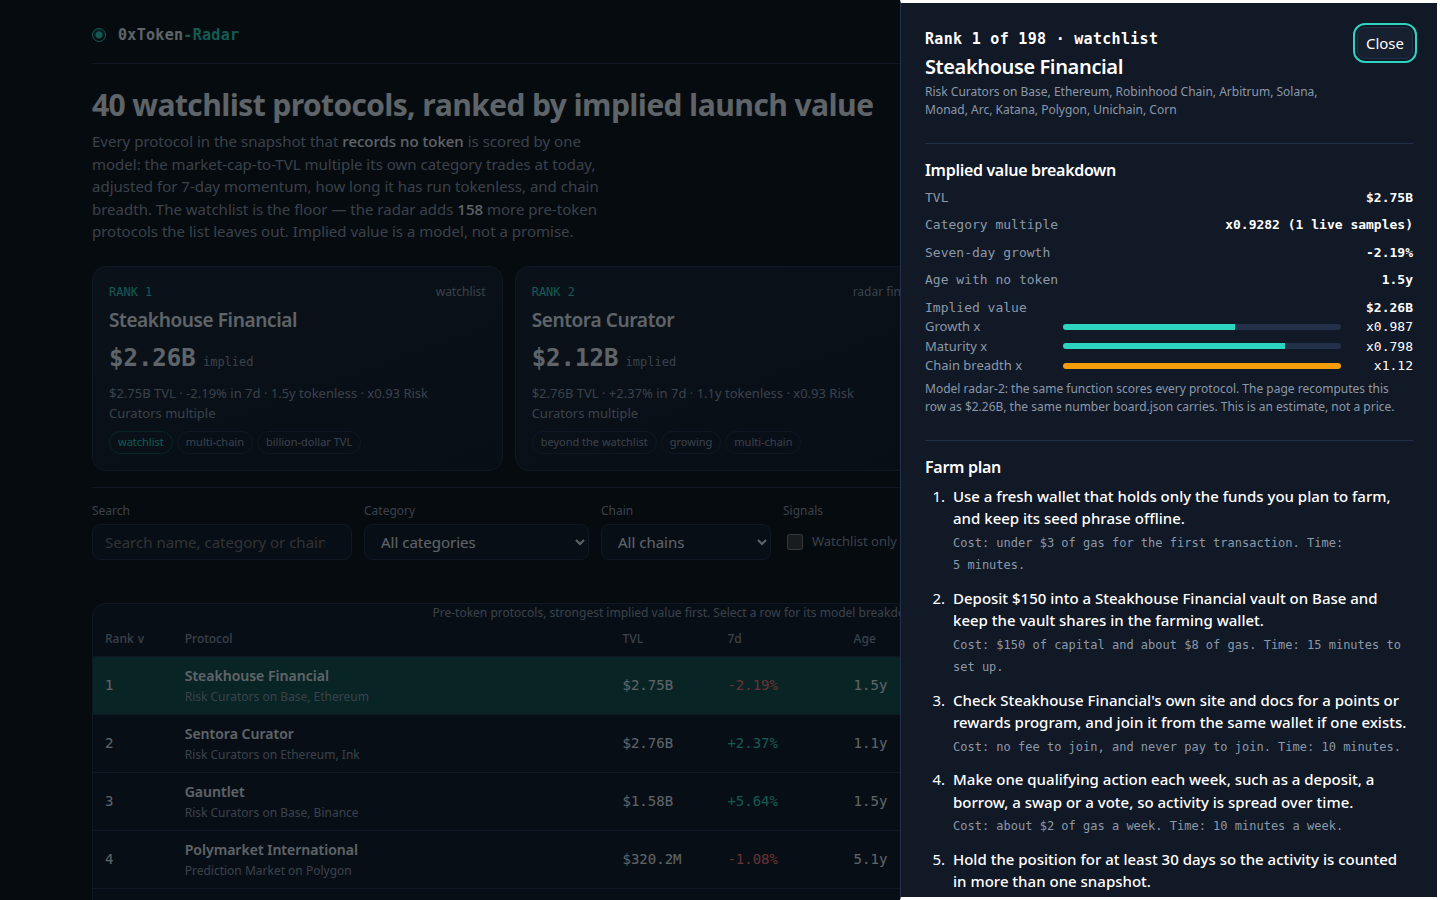 0xToken-Radar
40 watchlist protocols, ranked by implied launch value
Every protocol in the snapshot that records no token is scored by one
model: the market-cap-to-TVL multiple its own category trades at today,
adjusted for 7-day momentum, how long it has run tokenless, and chain
breadth. The watchlist is the floor — the radar adds 158 more pre-token
protocols the list leaves out. Implied value is a model, not a promise.
RANK 1
watchlist
Steakhouse Financial
$2.26B implied
$2.75B TVL · -2.19% in 7d · 1.5y tokenless · x0.93 Risk
Curators multiple
watchlist
multi-chain
billion-dollar TVL
RANK 2
radar fin
Sentora Curator
$2.12B implied
$2.76B TVL · +2.37% in 7d · 1.1y tokenless · x0.93 Risk
Curators multiple
beyond the watchlist
growing
multi-chain
Search
Category
Chain
Signals
Search name, category or chain
All categories
All chains
Watchlist only
Pre-token protocols, strongest implied value first. Select a row for its model breakdo
Rank v
Protocol
TVL
7d
Age
1
Steakhouse Financial
Risk Curators on Base, Ethereum
$2.75B
-2.19%
1.5y
2
Sentora Curator
Risk Curators on Ethereum, Ink
$2.76B
+2.37%
1.1y
3
Gauntlet
Risk Curators on Base, Binance
$1.58B
+5.64%
1.5y
4
Polymarket International
Prediction Market on Polygon
$320.2M
-1.08%
5.1y
Rank 1 of 198 · watchlist
Close
Steakhouse Financial
Risk Curators on Base, Ethereum, Robinhood Chain, Arbitrum, Solana,
Monad, Arc, Katana, Polygon, Unichain, Corn
Implied value breakdown
TVL
$2.75B
Category multiple
x0.9282 (1 live samples)
Seven-day growth
-2.19%
Age with no token
1.5y
Implied value
$2.26B
Growth x
x0.987
Maturity x
x0.798
Chain breadth x
x1.12
Model radar-2: the same function scores every protocol. The page recomputes this
row as $2.26B, the same number board.json carries. This is an estimate, not a price.
Farm plan
1. Use a fresh wallet that holds only the funds you plan to farm,
and keep its seed phrase offline.
Cost: under $3 of gas for the first transaction. Time:
5 minutes.
2. Deposit $150 into a Steakhouse Financial vault on Base and
keep the vault shares in the farming wallet.
Cost: $150 of capital and about $8 of gas. Time: 15 minutes to
set up.
3. Check Steakhouse Financial's own site and docs for a points or
rewards program, and join it from the same wallet if one exists.
Cost: no fee to join, and never pay to join. Time: 10 minutes.
4. Make one qualifying action each week, such as a deposit, a
borrow, a swap or a vote, so activity is spread over time.
Cost: about $2 of gas a week. Time: 10 minutes a week.
5. Hold the position for at least 30 days so the activity is counted
in more than one snapshot.